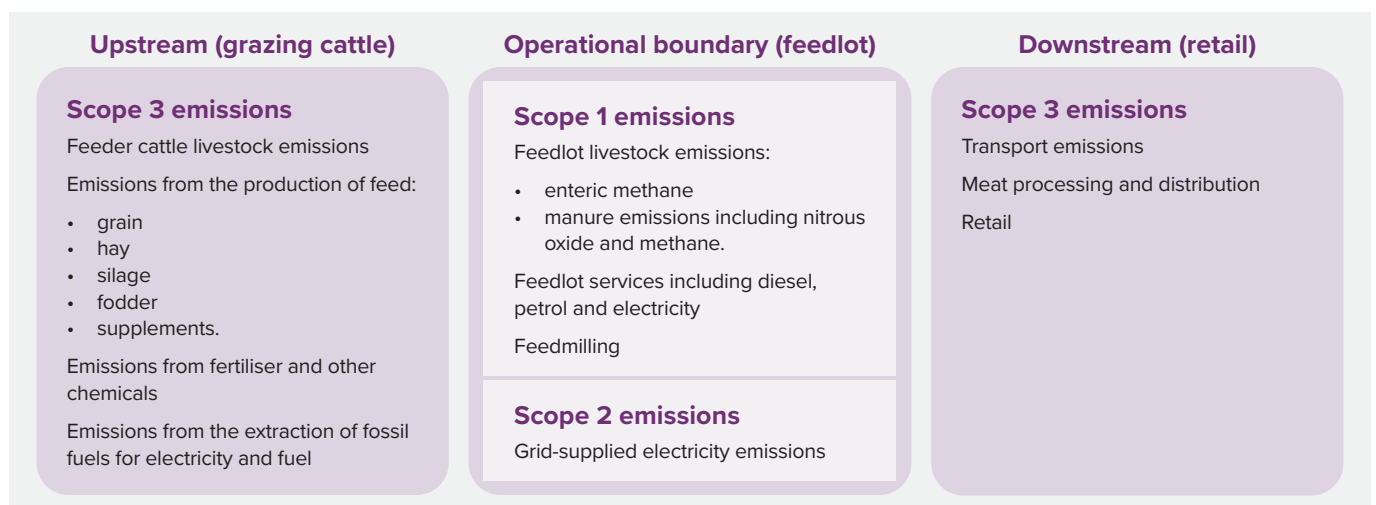 Upstream (grazing cattle)
Scope 3 emissions
Feeder cattle livestock emissions
Emissions from the production of feed:
• grain
• hay
• silage
• fodder
• supplements.
Emissions from fertiliser and other
chemicals
Emissions from the extraction of fossil
fuels for electricity and fuel
Operational boundary (feedlot)
Scope 1 emissions
Feedlot livestock emissions:
• enteric methane
• manure emissions including nitrous
oxide and methane.
Feedlot services including diesel,
petrol and electricity
Feedmilling
Scope 2 emissions
Grid-supplied electricity emissions
Downstream (retail)
Scope 3 emissions
Transport emissions
Meat processing and distribution
Retail